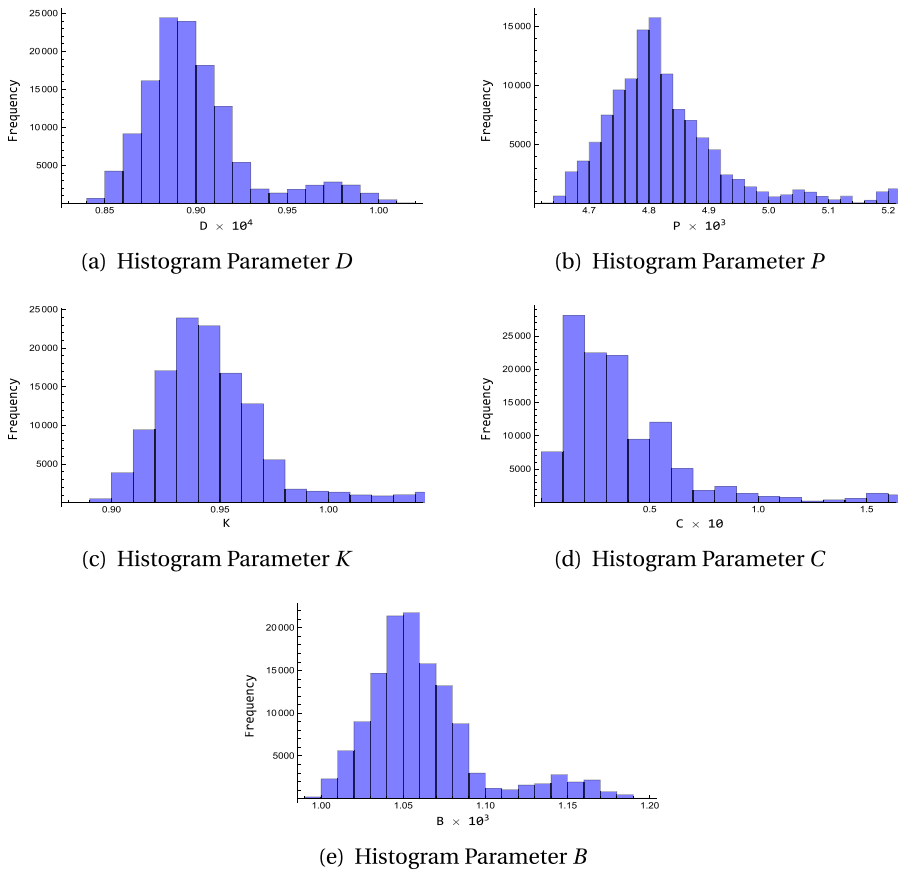 25000
20000
15000
10000
5000
Frequency
0.85 0.90 0.95 1.00
D × 10⁴
(a) Histogram Parameter D
15000
10000
5000
Frequency
4.7 4.8 4.9 5.0 5.1 5.2
P × 10³
(b) Histogram Parameter P
25000
20000
15000
10000
5000
Frequency
0.90 0.95 1.00
K
(c) Histogram Parameter K
25000
20000
15000
10000
5000
Frequency
0.5 1.0 1.5
C × 10
(d) Histogram Parameter C
20000
15000
10000
5000
Frequency
1.00 1.05 1.10 1.15 1.20
B × 10³
(e) Histogram Parameter B